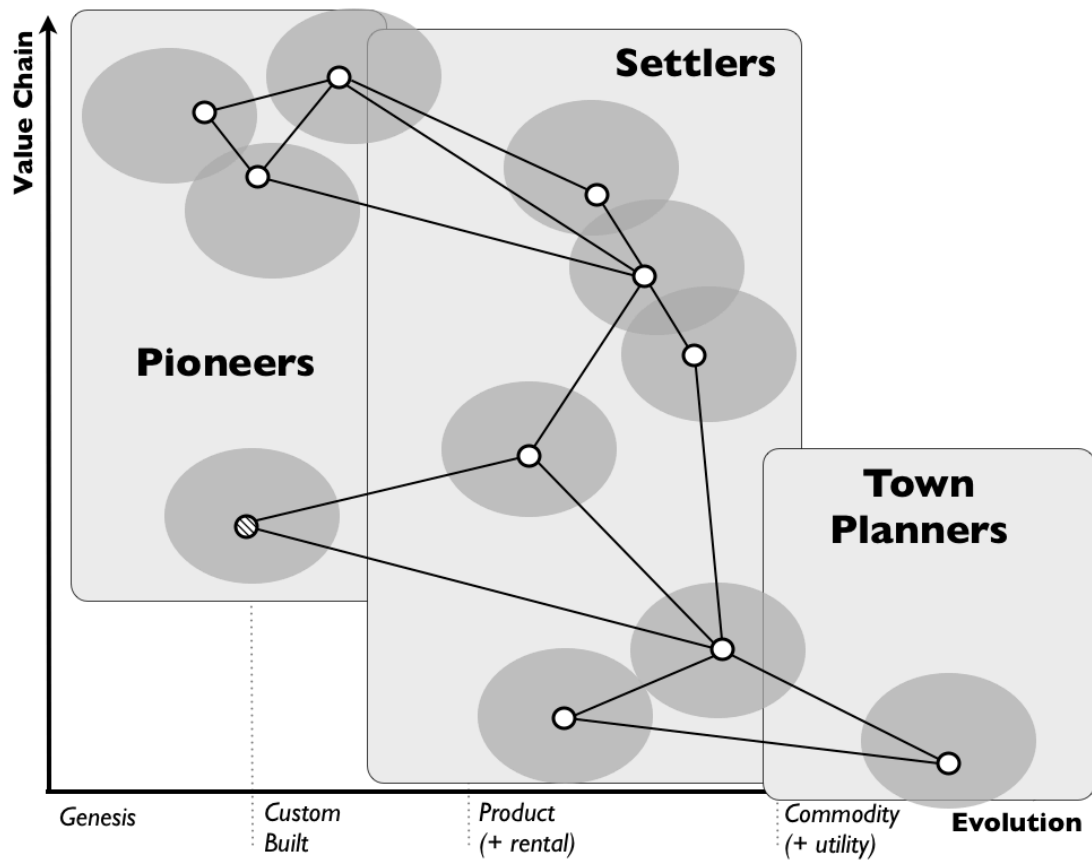 Value Chain
Settlers
Pioneers
Town
Planners
Genesis
Custom
Built
Product
(+ rental)
Commodity
(+ utility)
Evolution